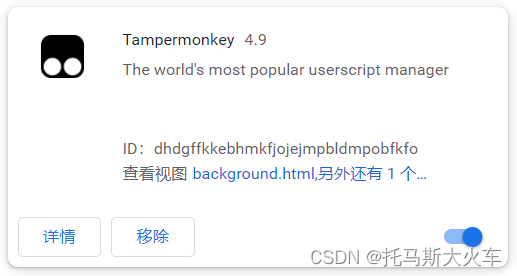 Tampermonkey 4.9
The world's most popular userscript manager
ID：dhdgffkkebhmkfjojejmpbldmpobfkfo
查看视图 background.html,另外还有 1 个...
详情 移除
CSDN @托马斯大火车